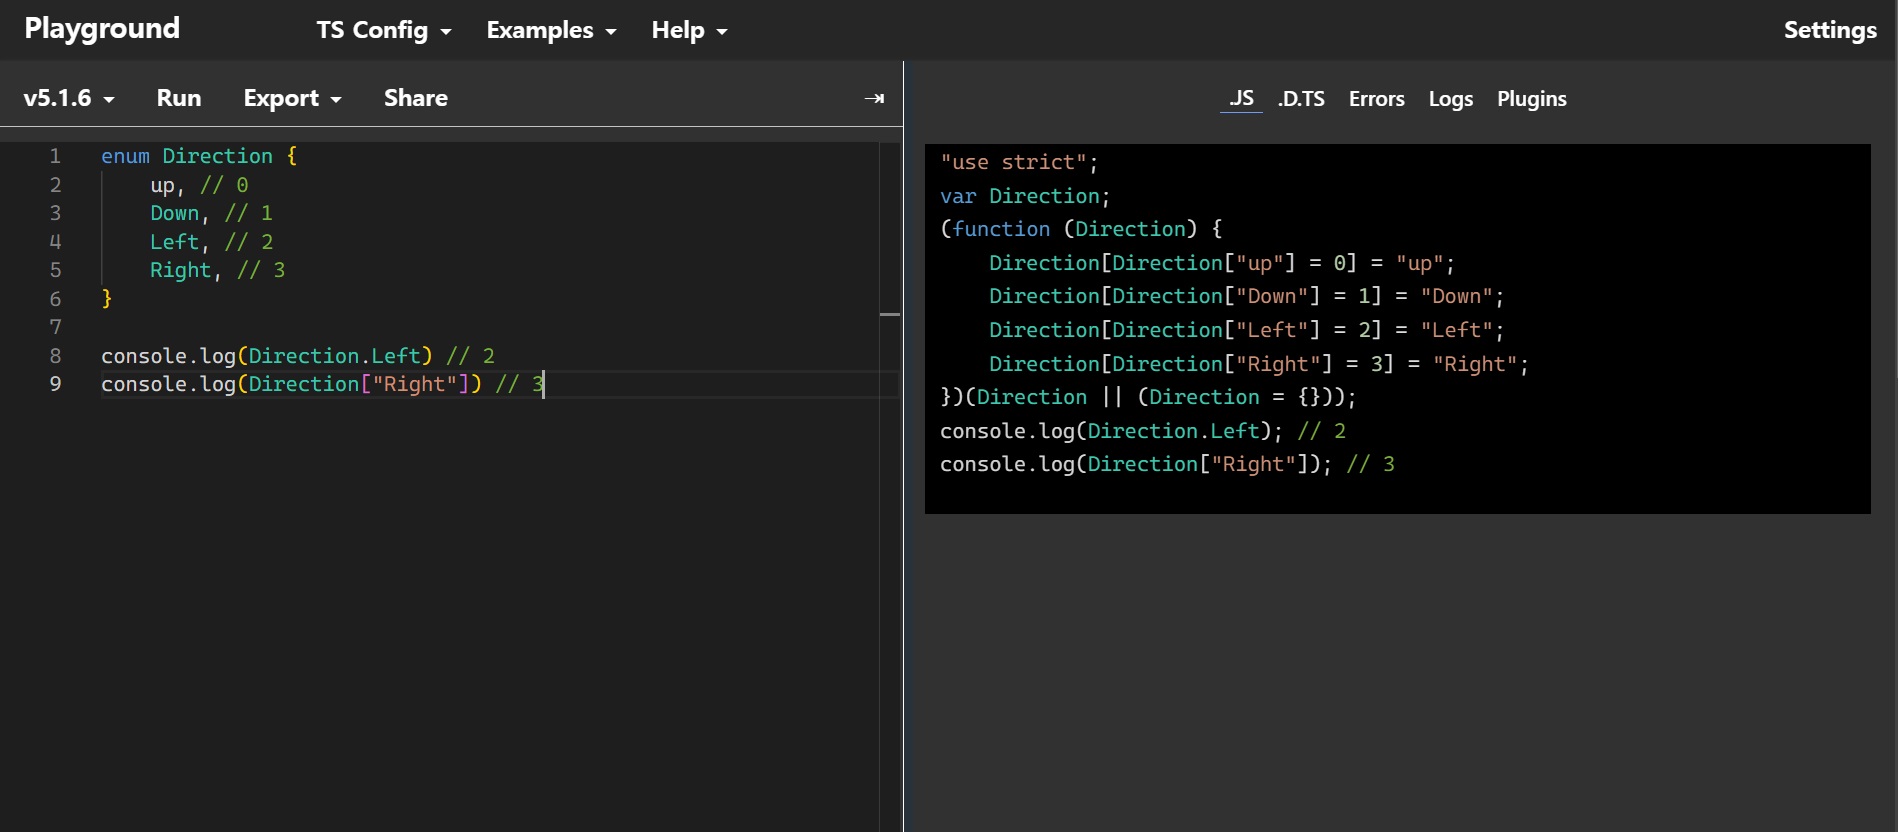 Playground TS Config Examples Help Settings
v5.1.6 Run Export Share
.JS .D.TS Errors Logs Plugins
1 enum Direction {
2     up, // 0
3     Down, // 1
4     Left, // 2
5     Right, // 3
6 }
7
8 console.log(Direction.Left) // 2
9 console.log(Direction["Right"]) // 3
"use strict";
var Direction;
(function (Direction) {
    Direction[Direction["up"] = 0] = "up";
    Direction[Direction["Down"] = 1] = "Down";
    Direction[Direction["Left"] = 2] = "Left";
    Direction[Direction["Right"] = 3] = "Right";
})(Direction || (Direction = {}));
console.log(Direction.Left); // 2
console.log(Direction["Right"]); // 3